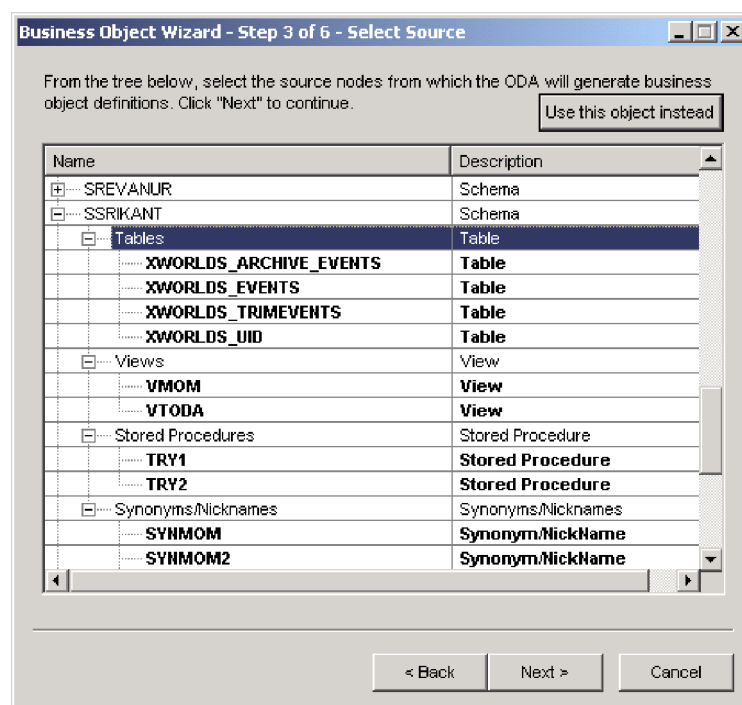 Business Object Wizard - Step 3 of 6 - Select Source
From the tree below, select the source nodes from which the ODA will generate business
object definitions. Click "Next" to continue.
Use this object instead
Name Description
SREVANUR Schema
SSRIKANT Schema
Tables Table
XWORLDS_ARCHIVE_EVENTS Table
XWORLDS_EVENTS Table
XWORLDS_TRIMEVENTS Table
XWORLDS_UID Table
Views View
VMOM View
VTODA View
Stored Procedures Stored Procedure
TRY1 Stored Procedure
TRY2 Stored Procedure
Synonyms/Nicknames Synonyms/Nicknames
SYNMOM Synonym/NickName
SYNMOM2 Synonym/NickName
< Back Next > Cancel